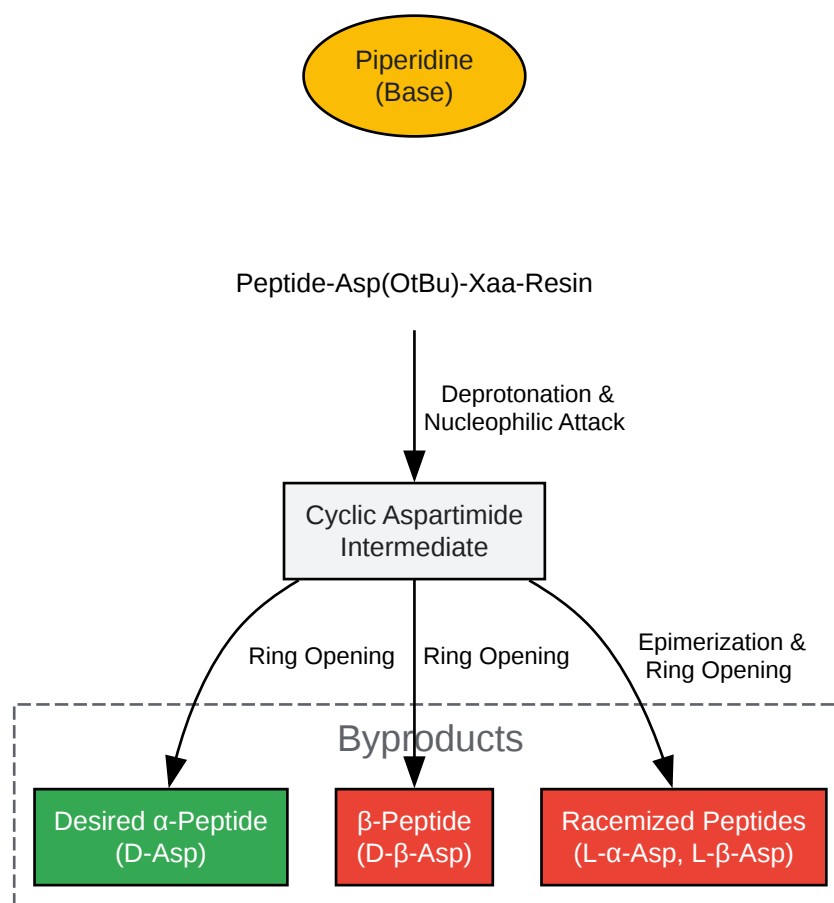 Piperidine
(Base)
Peptide-Asp(OtBu)-Xaa-Resin
Deprotonation &
Nucleophilic Attack
Cyclic Aspartimide
Intermediate
Ring Opening
Ring Opening
Epimerization &
Ring Opening
Byproducts
Desired α-Peptide
(D-Asp)
β-Peptide
(D-β-Asp)
Racemized Peptides
(L-α-Asp, L-β-Asp)